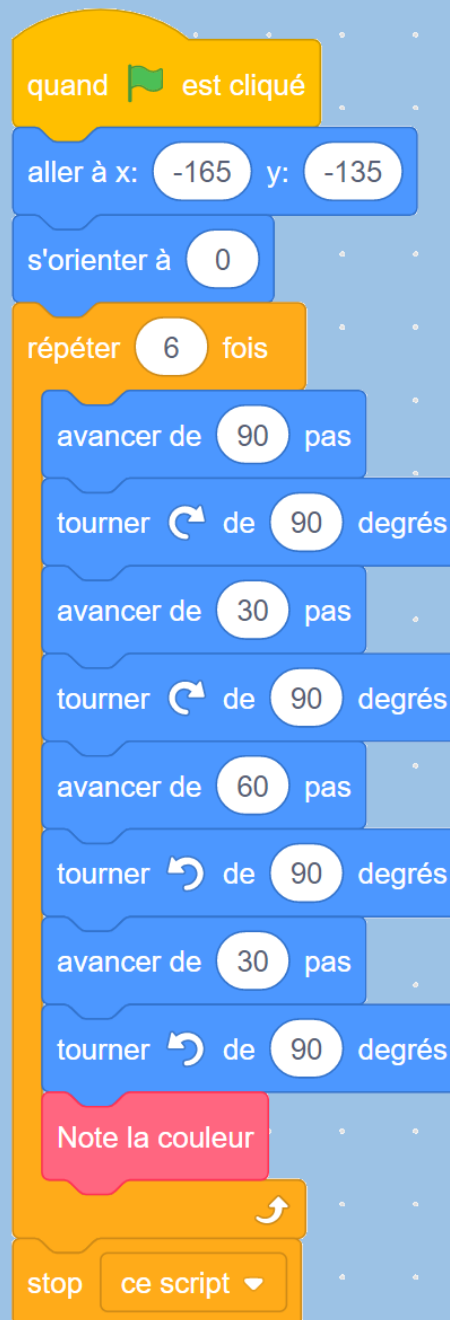 quand est cliqué
aller à x: -165 y: -135
s'orienter à 0
répéter 6 fois
avancer de 90 pas
tourner de 90 degrés
avancer de 30 pas
tourner de 90 degrés
avancer de 60 pas
tourner de 90 degrés
avancer de 30 pas
tourner de 90 degrés
Note la couleur
stop ce script